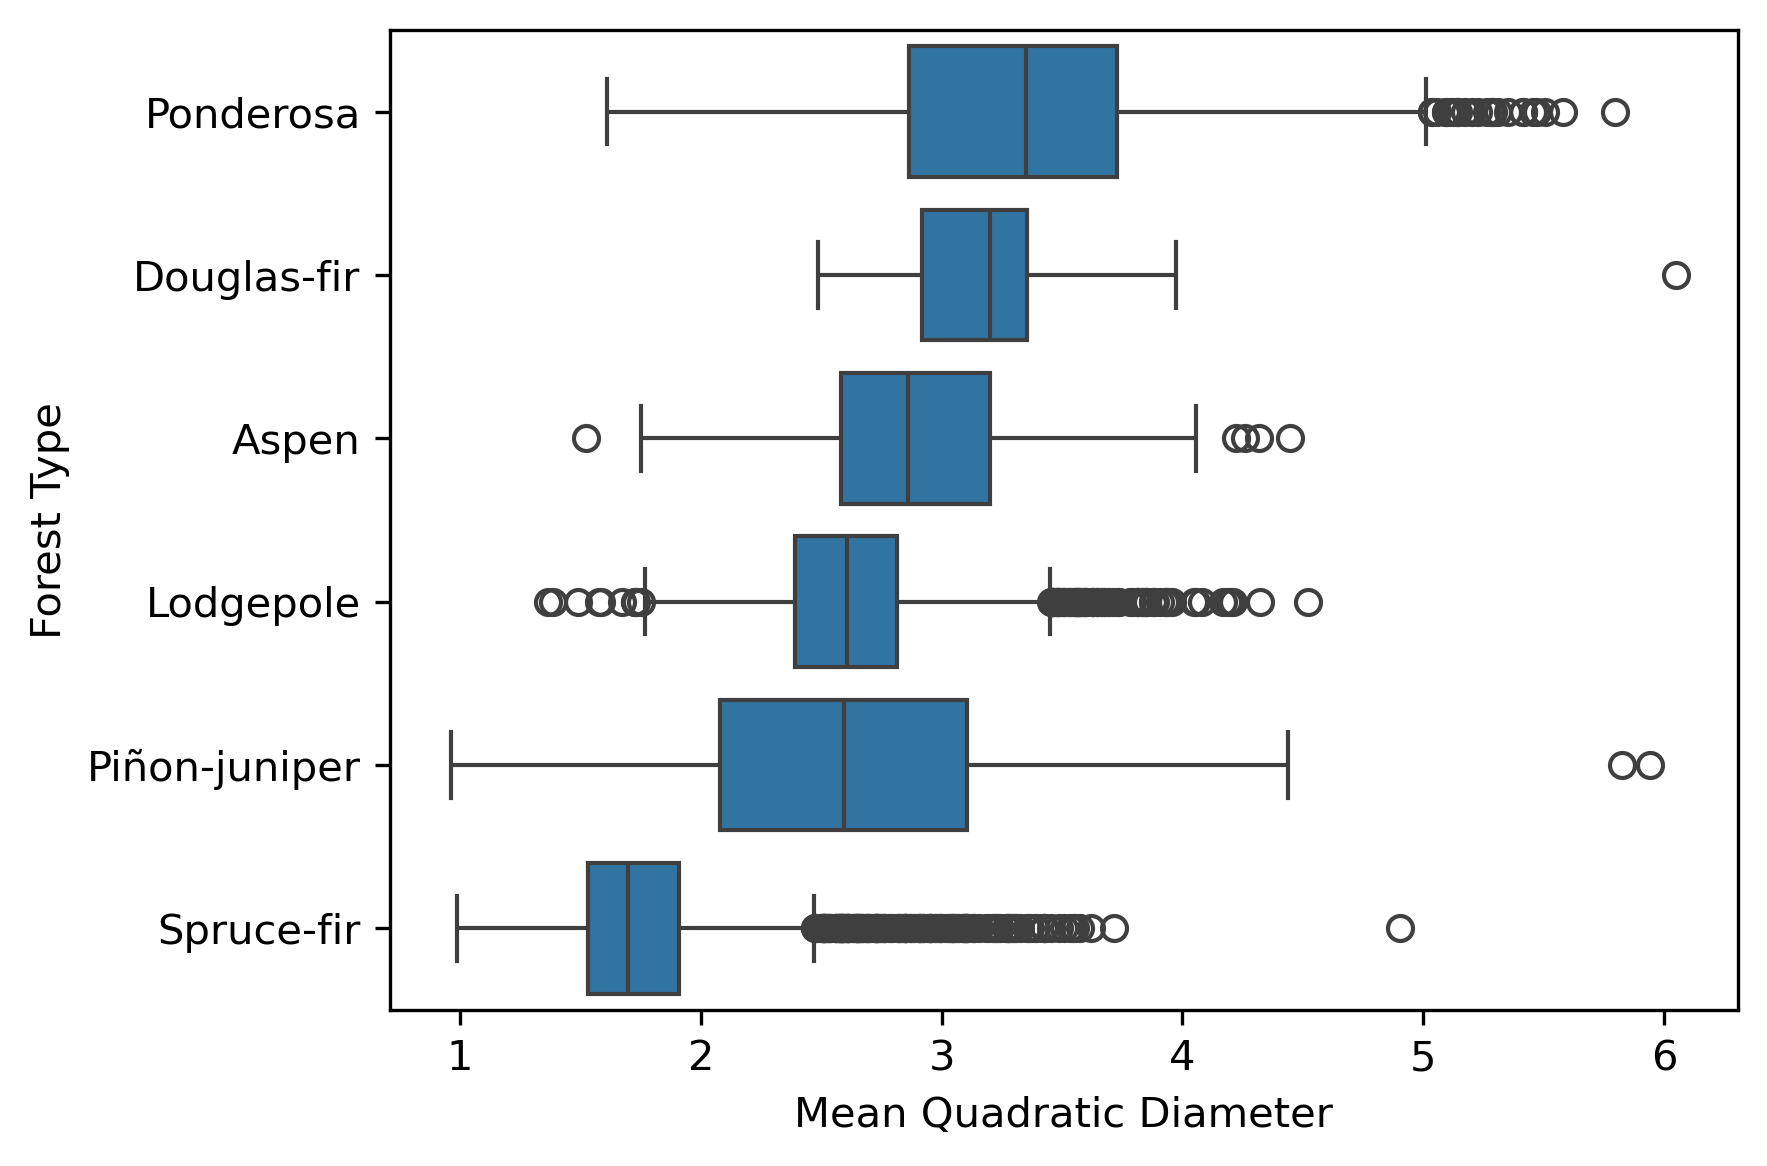 Ponderosa
Douglas-fir
Aspen
Lodgepole
Piñon-juniper
Spruce-fir
Forest Type
1 2 3 4 5 6
Mean Quadratic Diameter